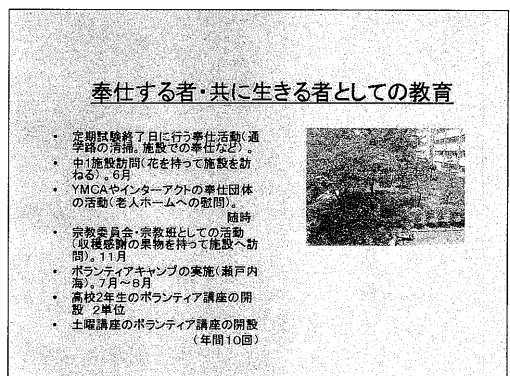 奉仕する者・共に生きる者としての教育
・ 定期試験終了日に行う奉仕活動(通
学路の清掃。施設での奉仕など)。
・ 中1施設訪問(花を持って施設を訪
ねる)。6月
・ YMCAやインターアクトの奉仕団体
の活動(老人ホームへの慰問)。
随時
・ 宗教委員会・宗教班としての活動
(収穫感謝の果物を持って施設へ訪
問)。11月
・ ボランティアキャンプの実施(瀬戸内
海)。7月～8月
・ 高校2年生のボランティア講座の開
設 2単位
・ 土曜講座のボランティア講座の開設
(年間10回)